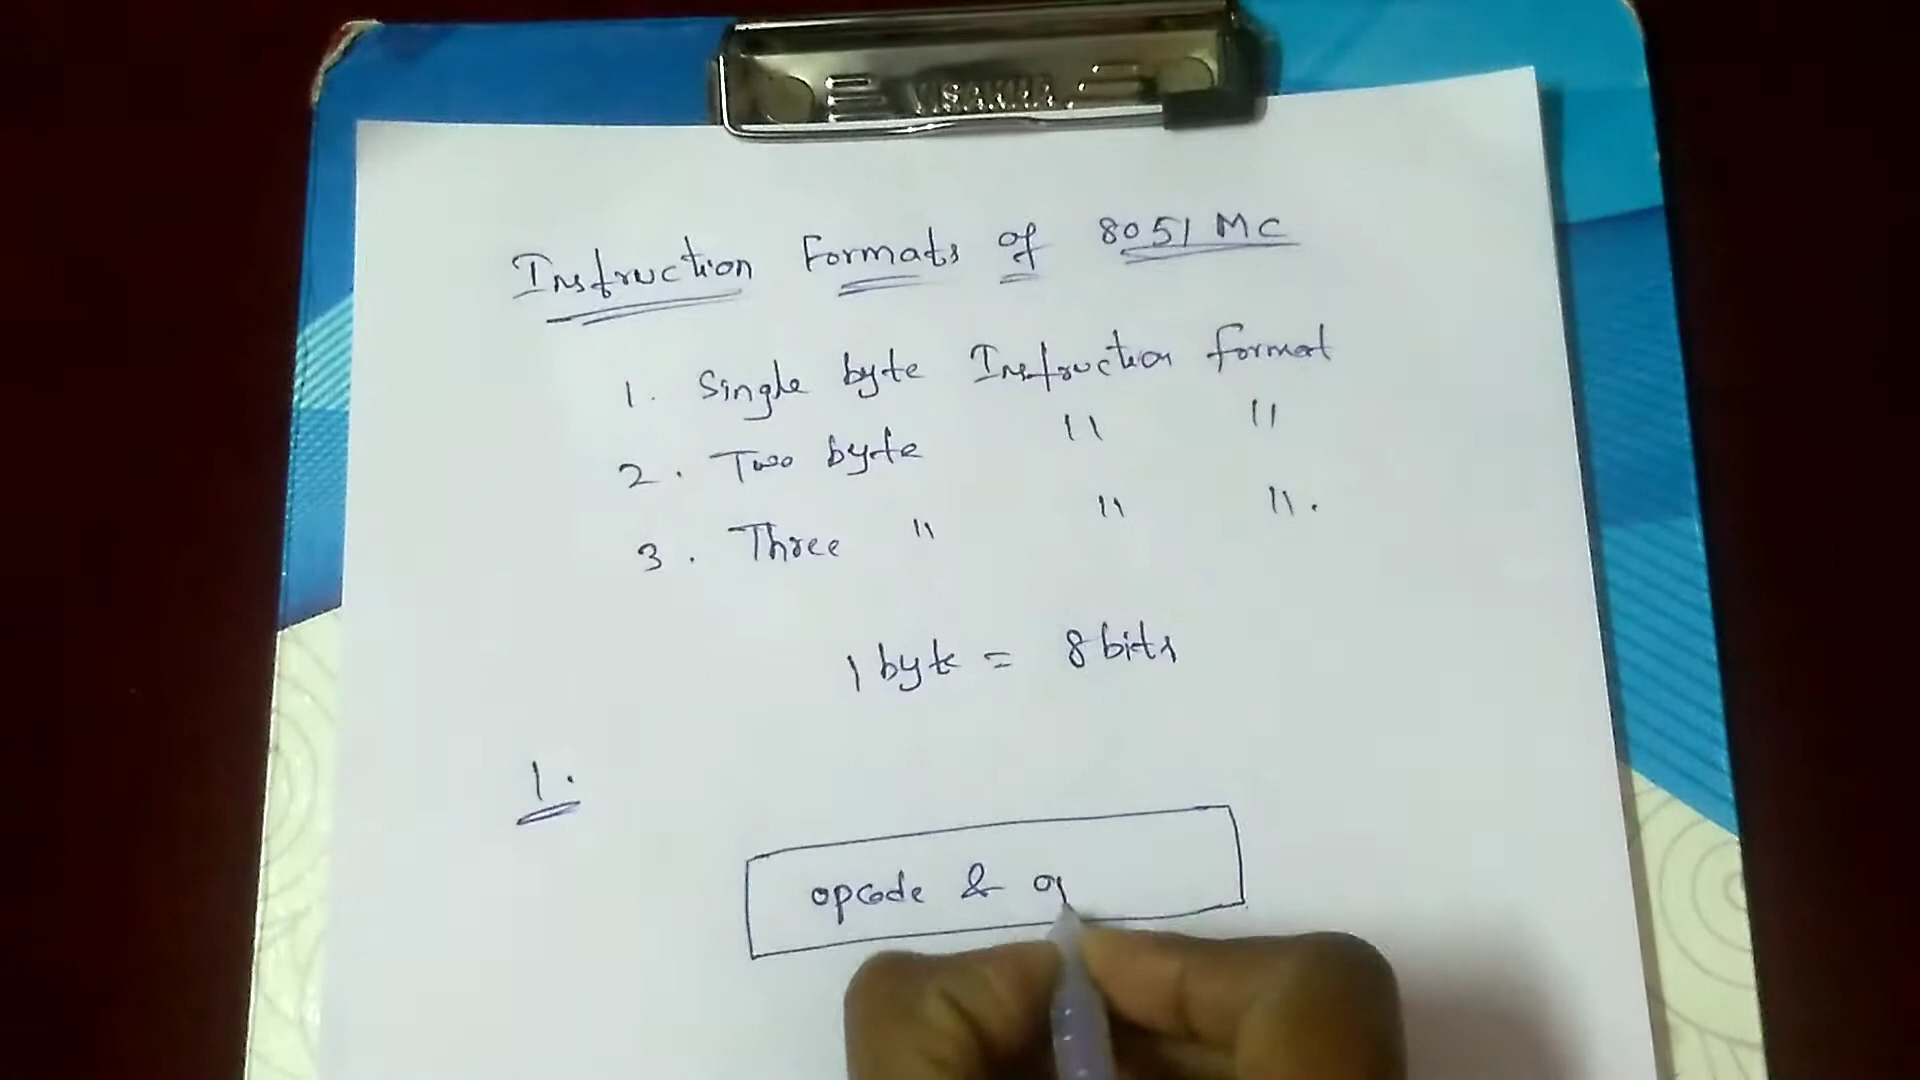 VISAKHA
Instruction Formats of 8051 MC
1. Single byte Instruction format
2. Two byte " "
3. Three " " ".
1 byte = 8 bits
1.
opcode & o